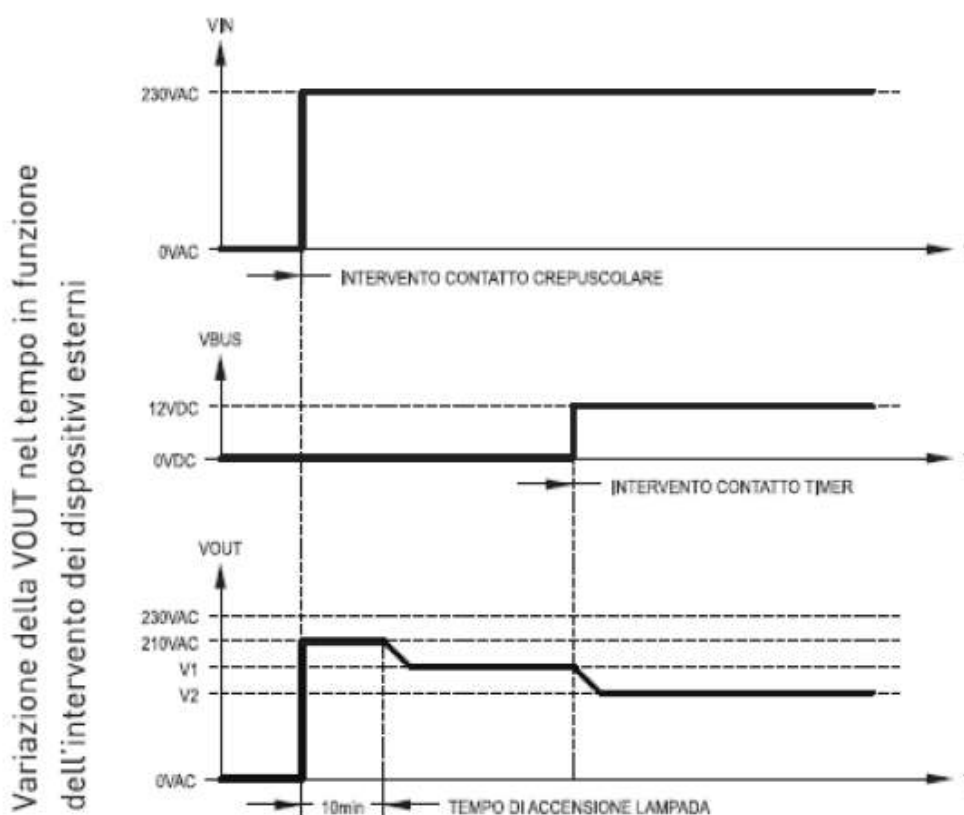 Variazione della VOUT nel tempo in funzione
dell'intervento dei dispositivi esterni
VIN
230VAC
0VAC
INTERVENTO CONTATTO CREPUSCOLARE
VBUS
12VDC
0VDC
INTERVENTO CONTATTO TIMER
VOUT
230VAC
210VAC
V1
V2
0VAC
10min
TEMPO DI ACCENSIONE LAMPADA